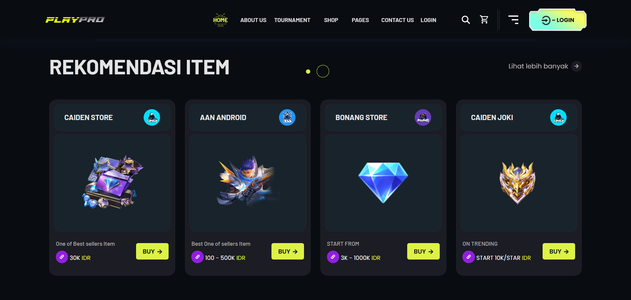 PLAYPRO
HOME ABOUT US TOURNAMENT SHOP PAGES CONTACT US LOGIN
~ LOGIN
REKOMENDASI ITEM
Lihat lebih banyak
CAIDEN STORE
One of Best sellers Item
30K IDR
BUY →
AAN ANDROID
Best One of sellers Item
100 - 500K IDR
BUY →
BONANG STORE
START FROM
3K - 1000K IDR
BUY →
CAIDEN JOKI
ON TRENDING
START 10K/STAR IDR
BUY →